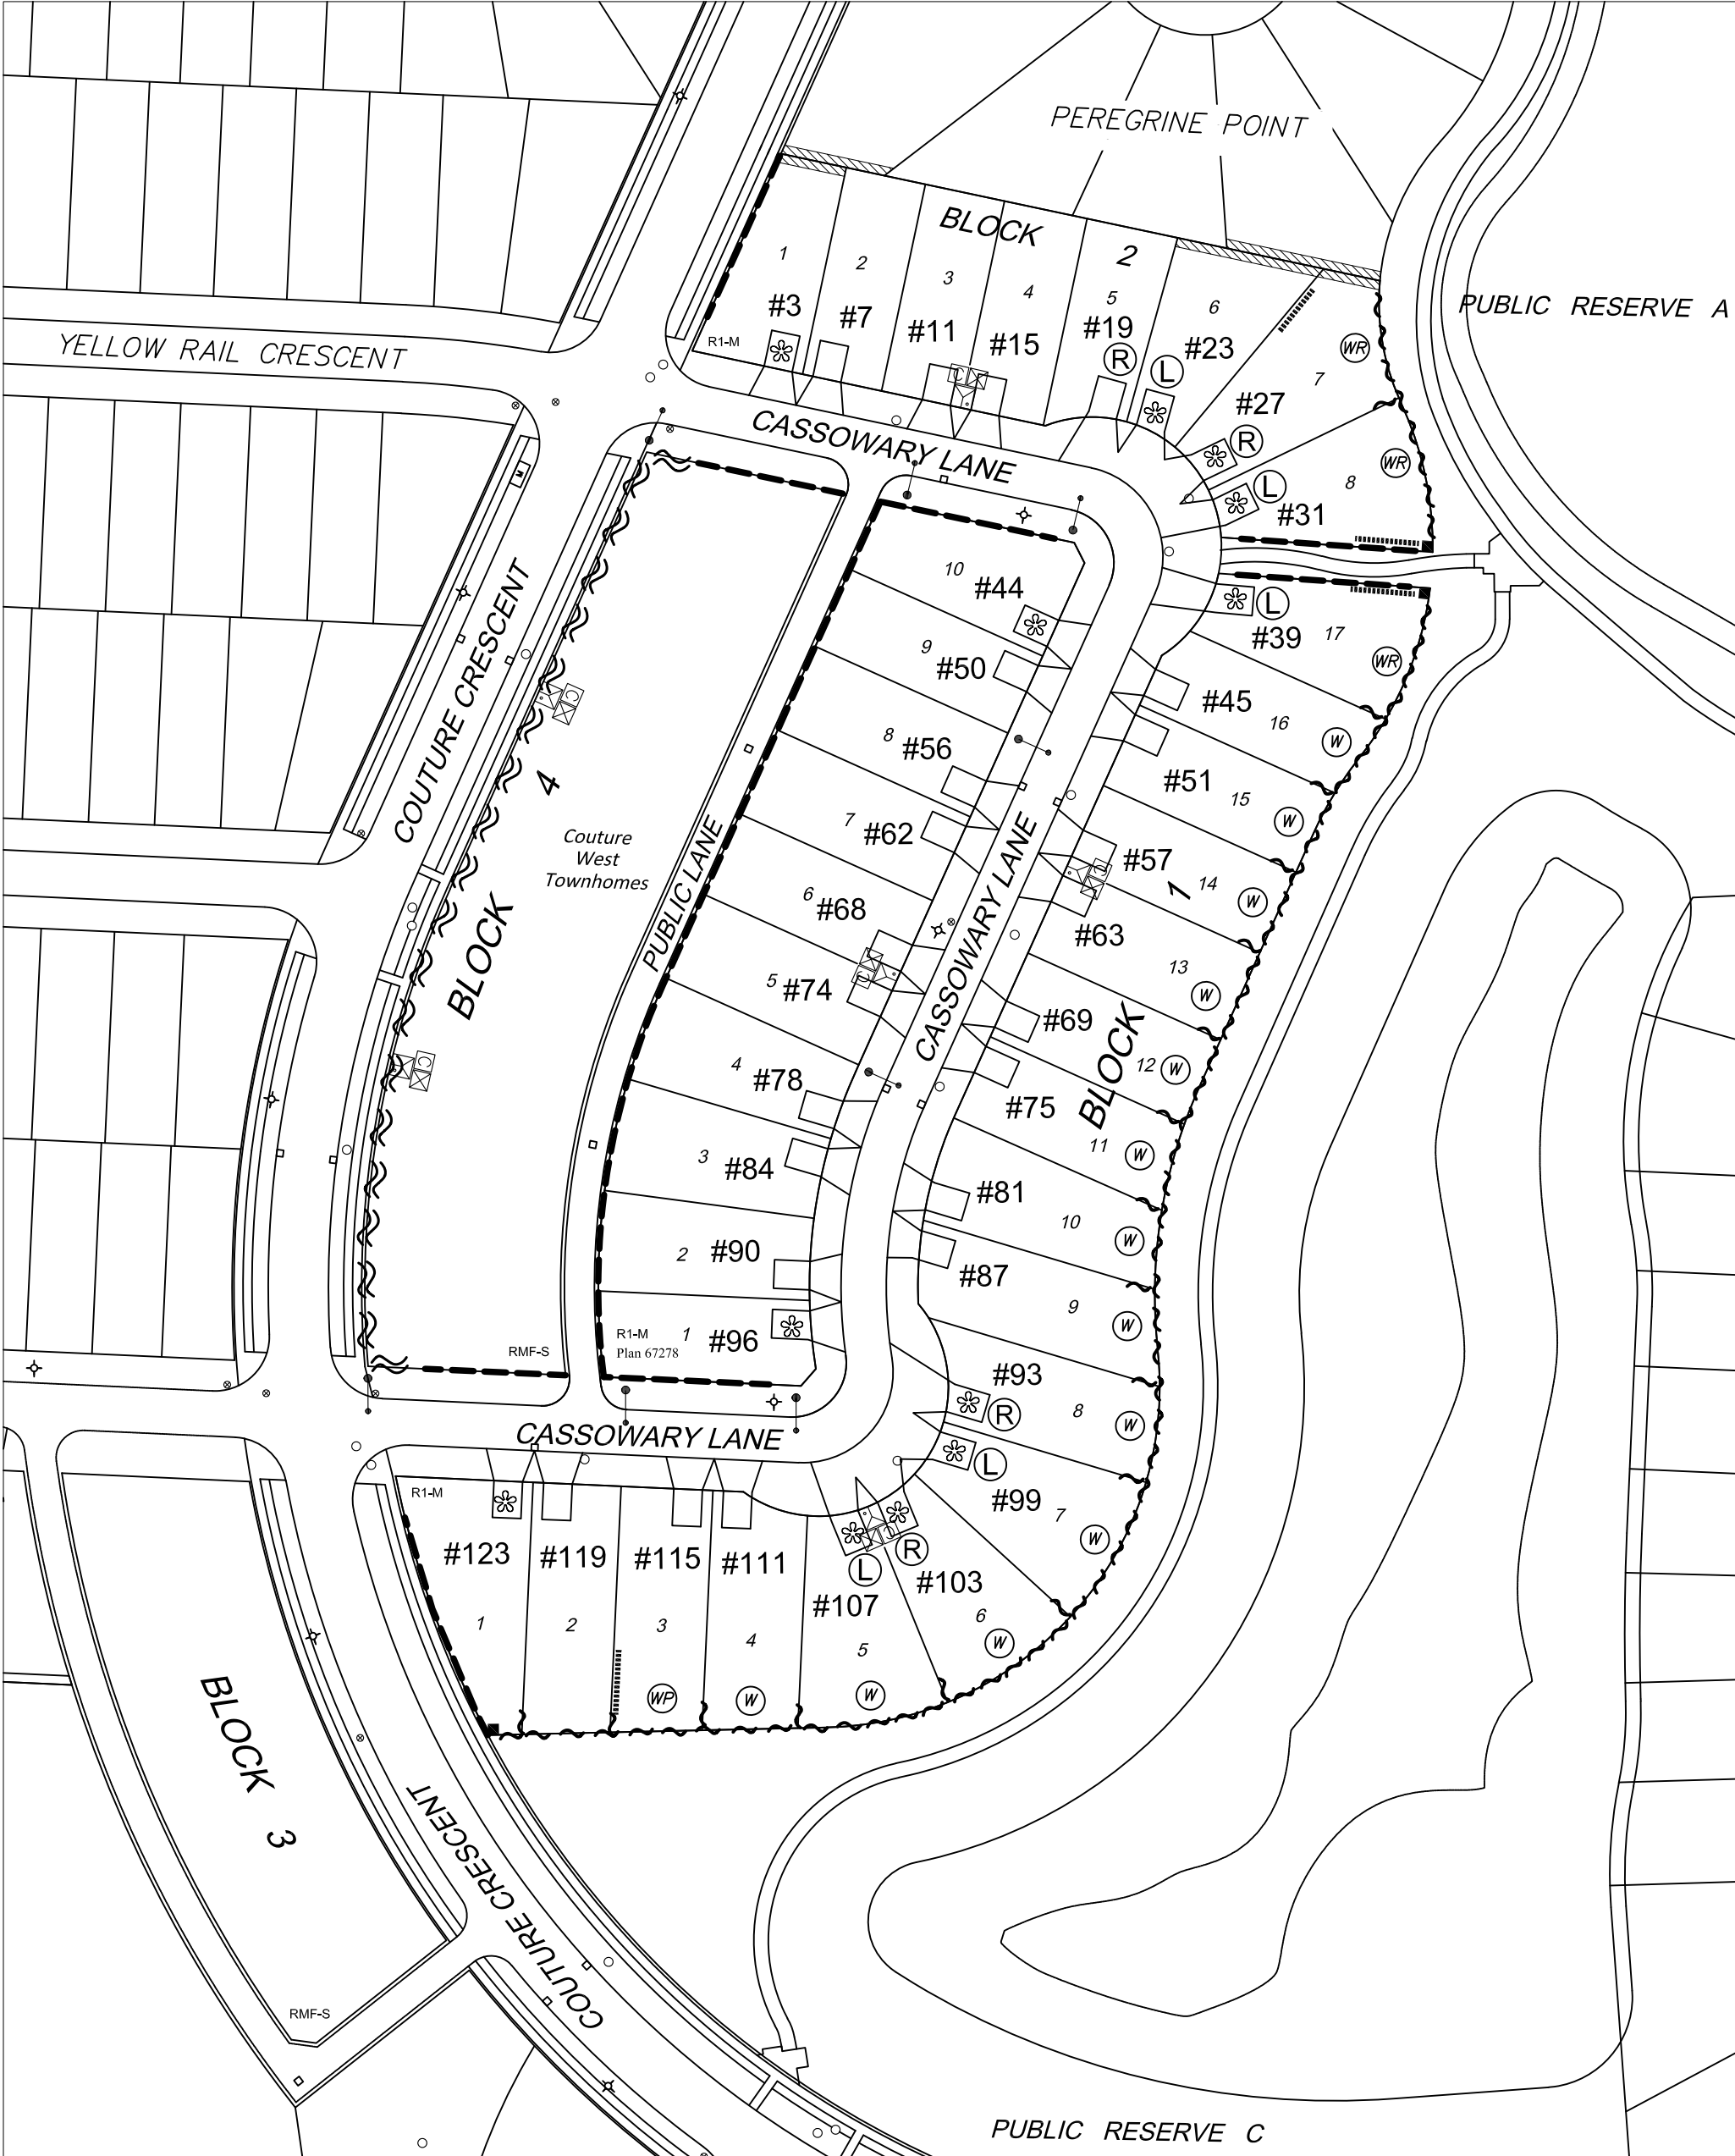 PEREGRINE POINT
BLOCK
2
1
2
3
4
5
6
7
8
#3
#7
#11
#15
#19
#23
#27
#31
R
L
R
L
WR
WR
R1-M
C
PUBLIC RESERVE A
YELLOW RAIL CRESCENT
CASSOWARY LANE
COUTURE CRESCENT
BLOCK 4
Couture
West
Townhomes
PUBLIC LANE
C
C
RMF-S
10 #44
9 #50
8 #56
7 #62
6 #68
5 #74
C
4 #78
3 #84
2 #90
1 #96
R1-M
Plan 67278
CASSOWARY LANE
L
#39 17
WR
#45 16
W
#51 15
W
#57 14
W
C
#63 13
W
BLOCK 1
#69 12
W
#75 11
W
#81 10
W
#87 9
W
#93 8
R
W
L
#99 7
W
R
#103 6
W
L
#107 5
W
C
CASSOWARY LANE
R1-M
#123
#119
#115
#111
1
2
3
4
WP
W
BLOCK 3
RMF-S
COUTURE CRESCENT
PUBLIC RESERVE C